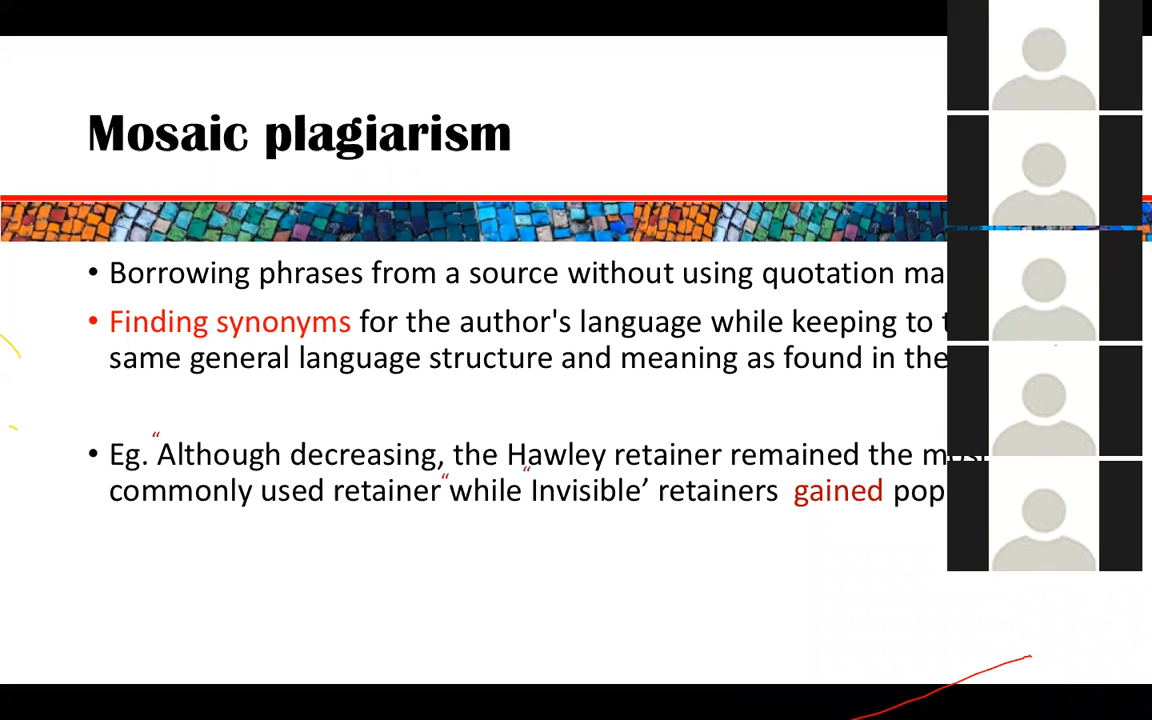 Mosaic plagiarism
• Borrowing phrases from a source without using quotation
• Finding synonyms for the author's language while keeping to
same general language structure and meaning as found in the
• Eg. “Although decreasing, the Hawley retainer remained the most
commonly used retainer“ while “Invisible’ retainers gained